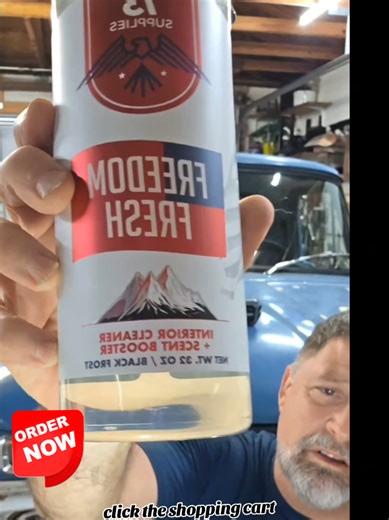 13
SUPPLIES
FREEDOM
FRESH
INTERIOR CLEANER
+ SCENT BOOSTER
NET WT. 32 OZ / BLACK FROST
ORDER
NOW
click the shopping cart